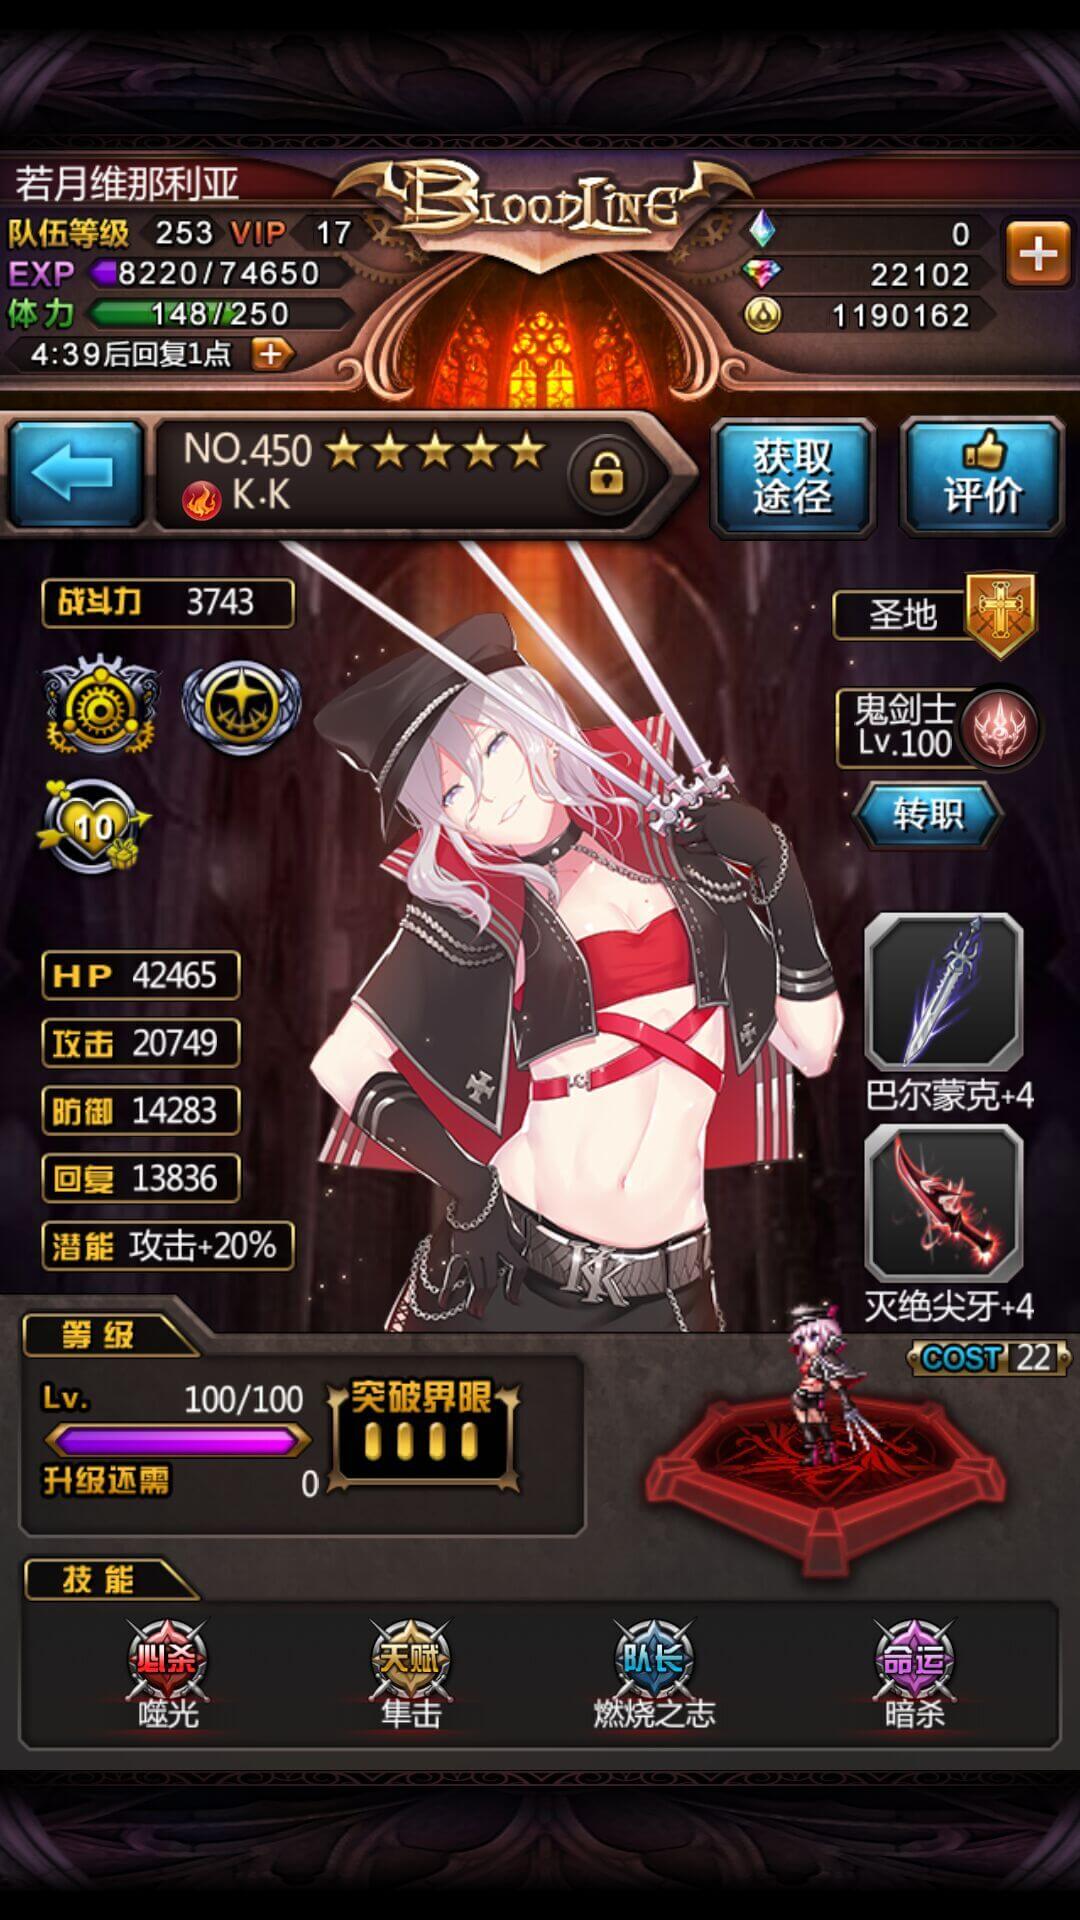 若月维那利亚
BLOODLINE
队伍等级 253 VIP 17
EXP 8220/74650
体力 148/250
4:39后回复1点
0
22102
1190162
NO.450
K·K
获取
途径
评价
战斗力 3743
圣地
鬼剑士
Lv.100
转职
10
HP 42465
攻击 20749
防御 14283
回复 13836
潜能 攻击+20%
巴尔蒙克+4
灭绝尖牙+4
COST 22
等级
Lv. 100/100
突破界限
升级还需 0
技能
必杀
噬光
天赋
隼击
队长
燃烧之志
命运
暗杀